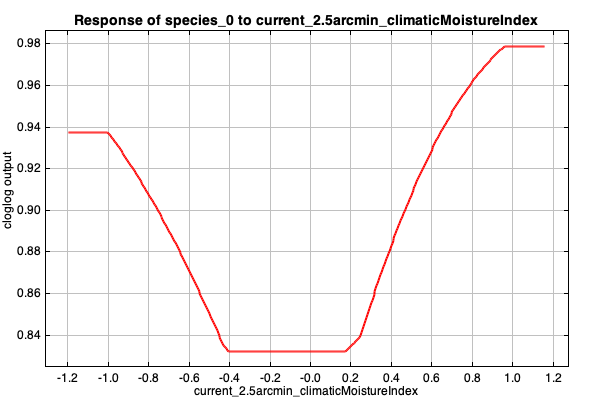 Response of species_0 to current_2.5arcmin_climaticMoistureIndex
0.98
0.96
0.94
0.92
0.90
0.88
0.86
0.84
cloglog output
-1.2 -1.0 -0.8 -0.6 -0.4 -0.2 -0.0 0.2 0.4 0.6 0.8 1.0 1.2
current_2.5arcmin_climaticMoistureIndex